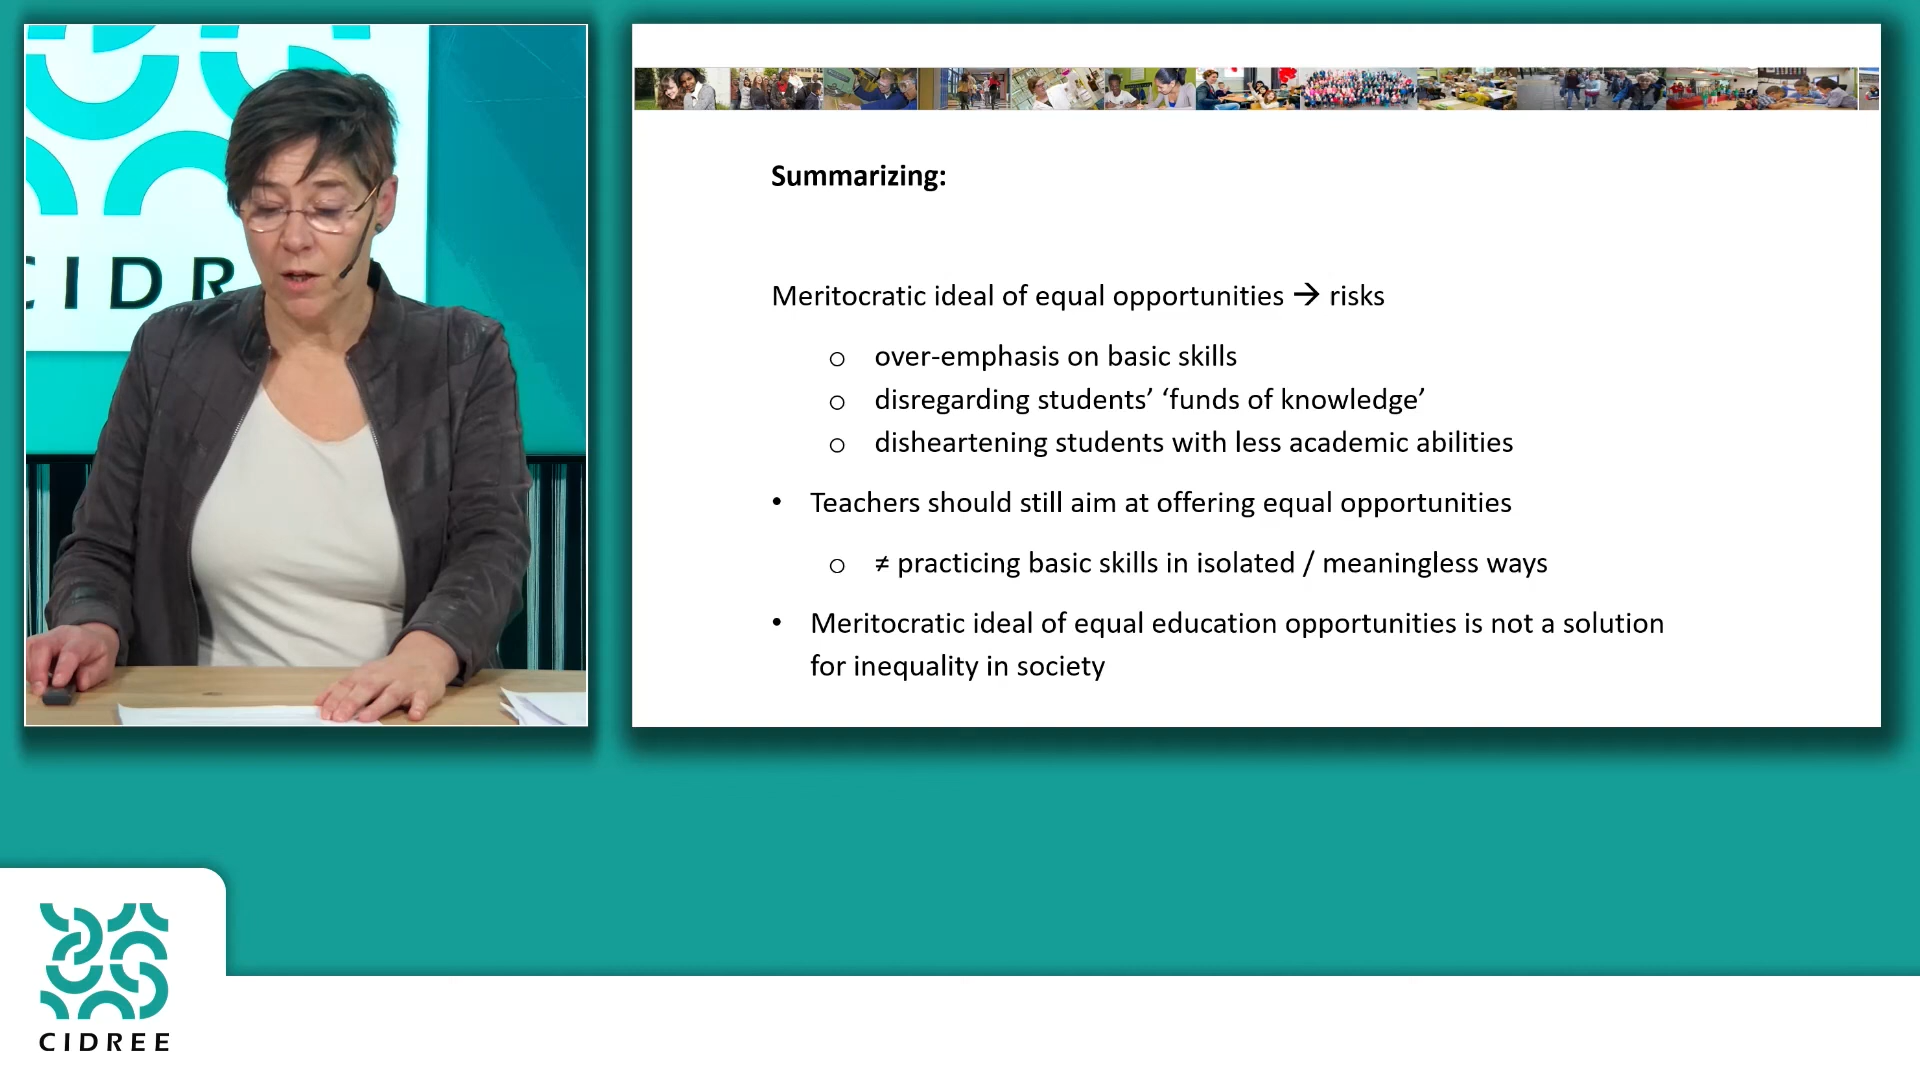 CIDR
Summarizing:
Meritocratic ideal of equal opportunities → risks
o over-emphasis on basic skills
o disregarding students’ ‘funds of knowledge’
o disheartening students with less academic abilities
• Teachers should still aim at offering equal opportunities
o ≠ practicing basic skills in isolated / meaningless ways
• Meritocratic ideal of equal education opportunities is not a solution
for inequality in society
CIDREE